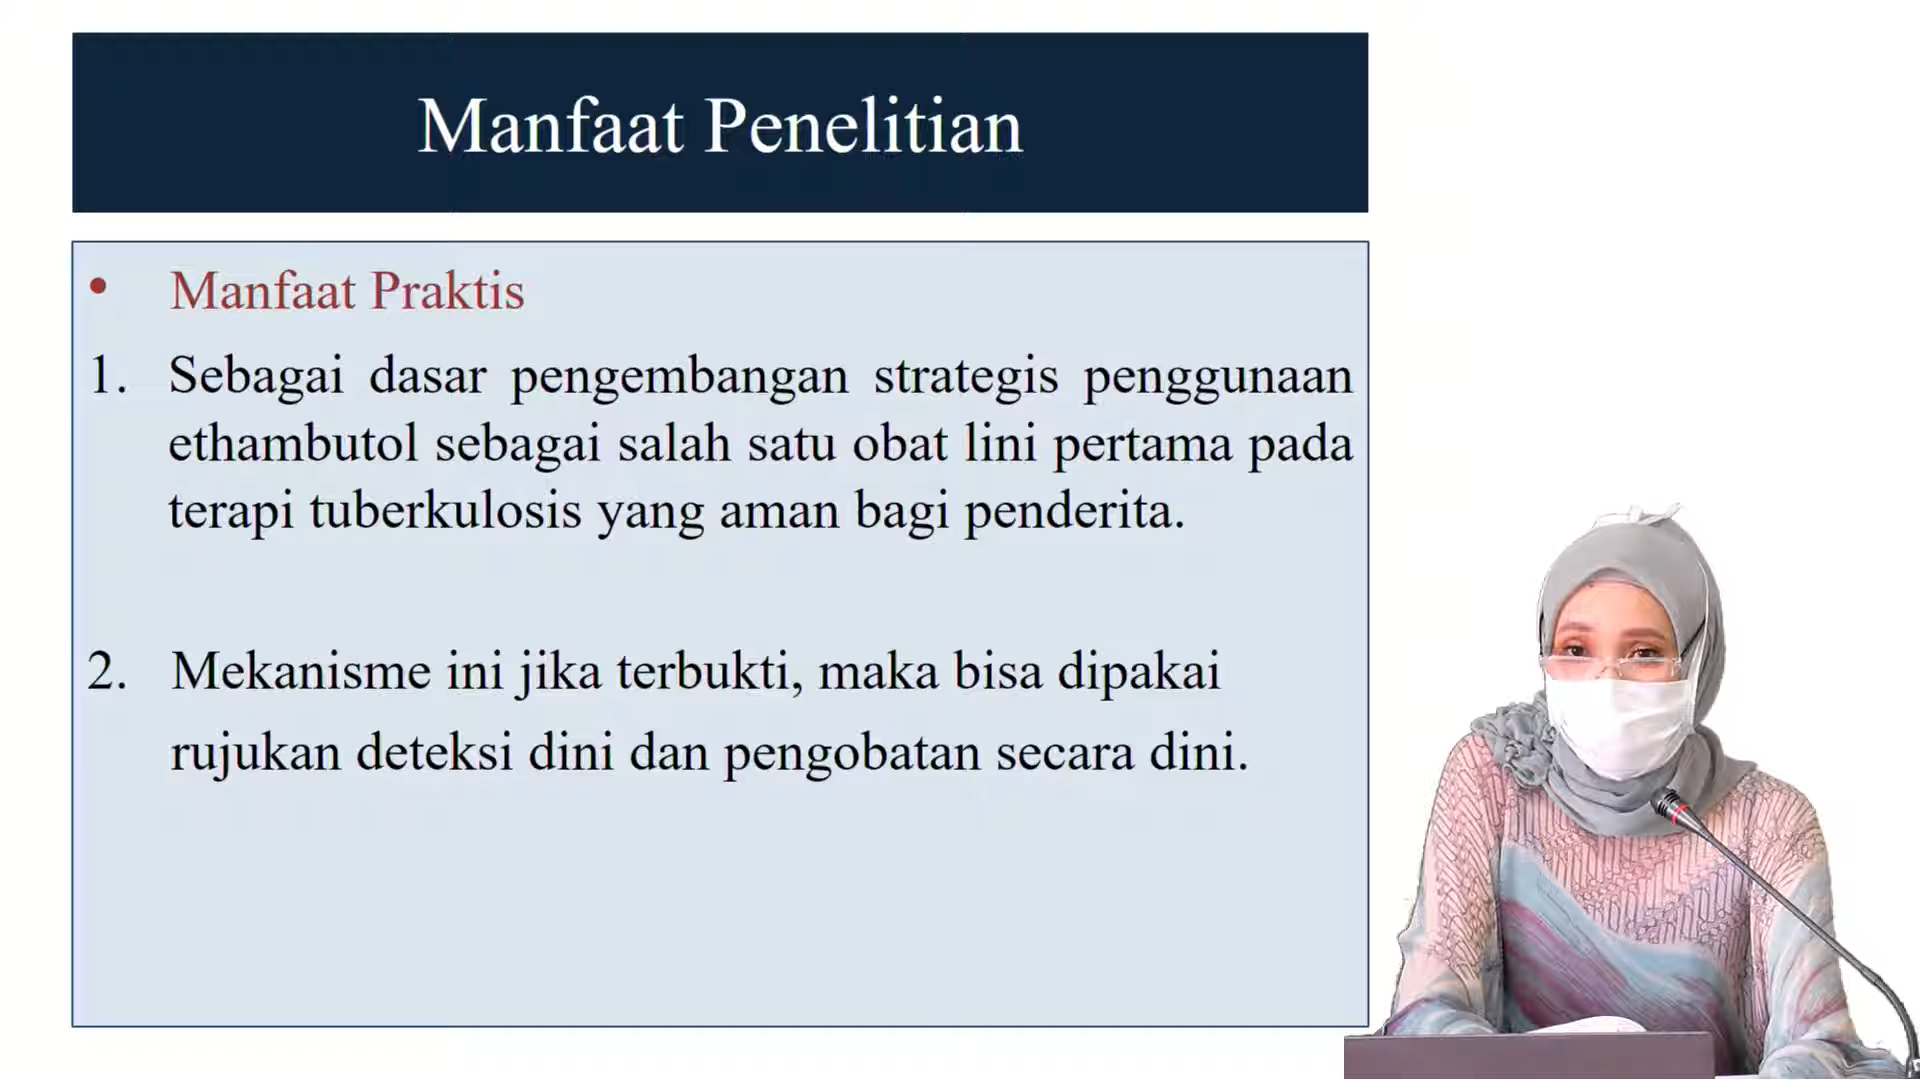 Manfaat Penelitian
• Manfaat Praktis
1. Sebagai dasar pengembangan strategis penggunaan
ethambutol sebagai salah satu obat lini pertama pada
terapi tuberkulosis yang aman bagi penderita.
2. Mekanisme ini jika terbukti, maka bisa dipakai
rujukan deteksi dini dan pengobatan secara dini.